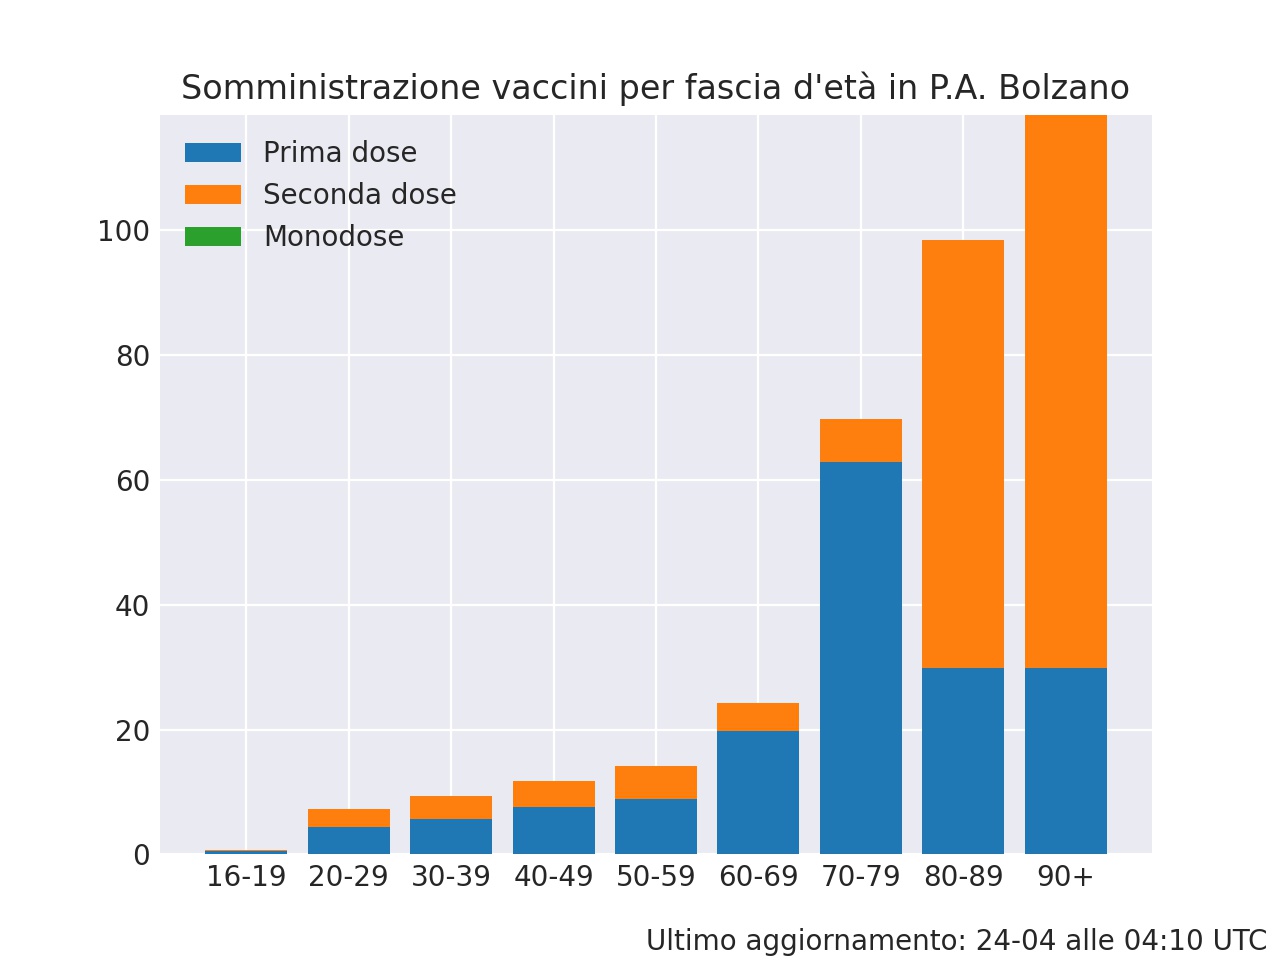 Somministrazione vaccini per fascia d'età in P.A. Bolzano
Prima dose
Seconda dose
Monodose
100
80
60
40
20
0
16-19 20-29 30-39 40-49 50-59 60-69 70-79 80-89 90+
Ultimo aggiornamento: 24-04 alle 04:10 UTC